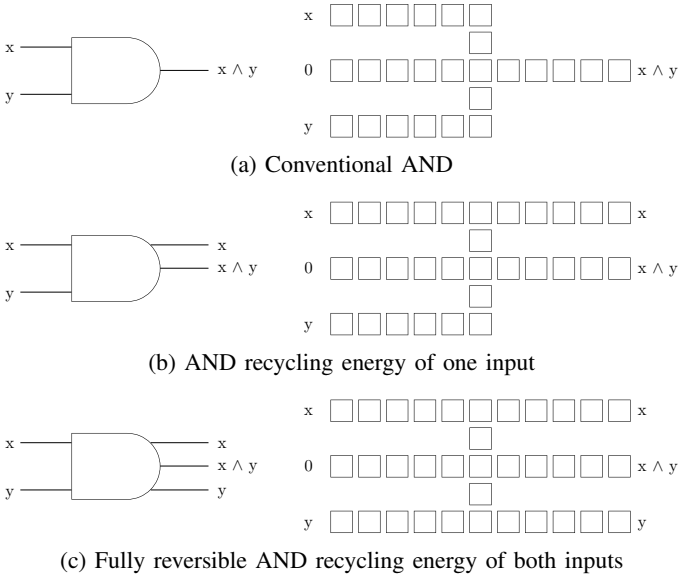 x
x
y
x ∧ y
0
x ∧ y
y
(a) Conventional AND
x
x
x
x
y
x ∧ y
0
x ∧ y
y
(b) AND recycling energy of one input
x
x
x
x
y
x ∧ y
y
0
x ∧ y
y
y
(c) Fully reversible AND recycling energy of both inputs